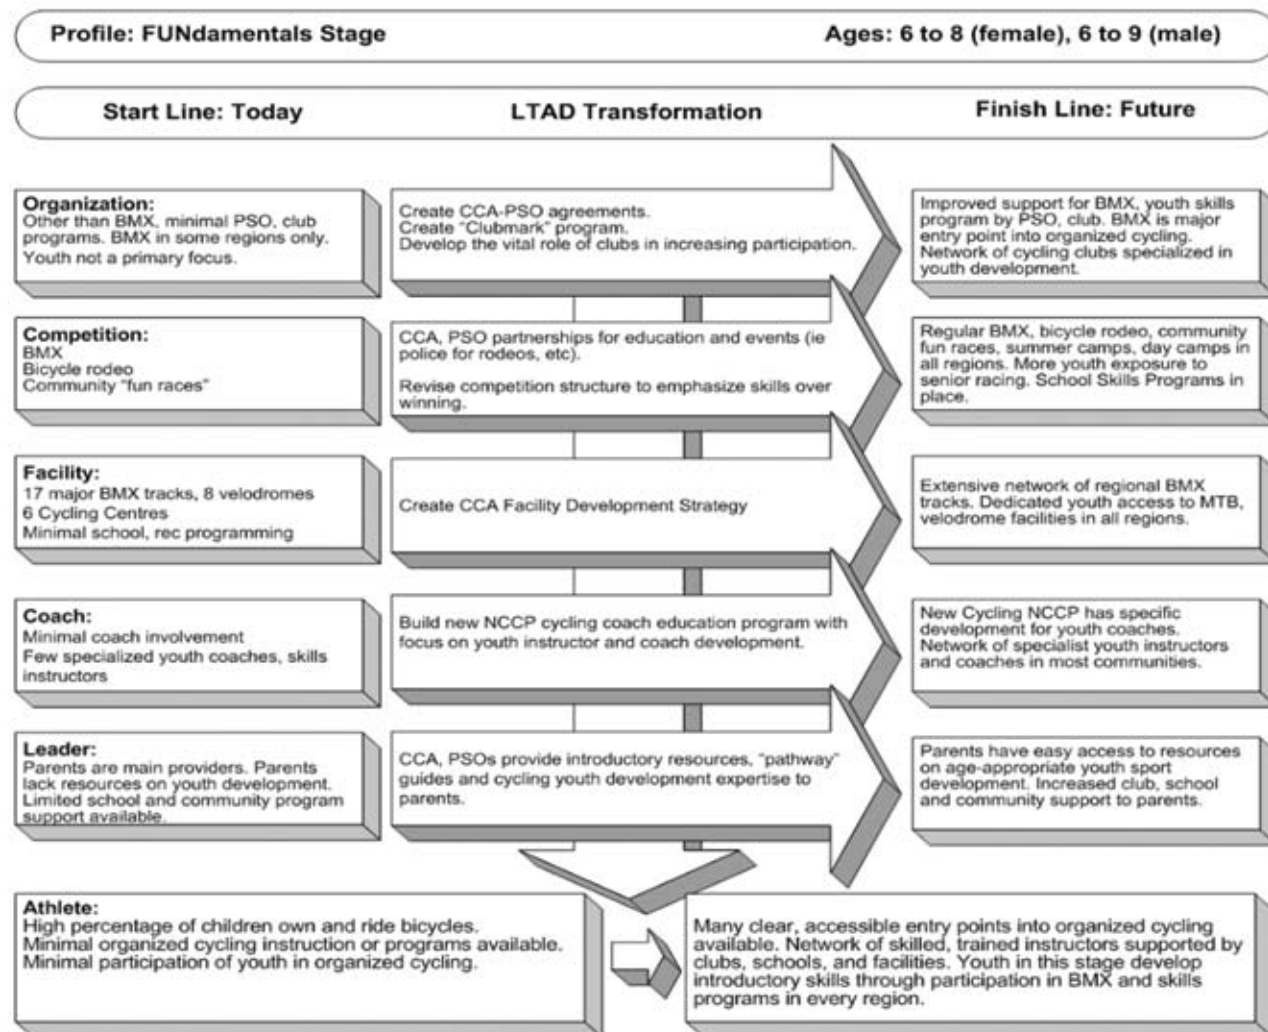 Profile: FUNdamentals Stage
Ages: 6 to 8 (female), 6 to 9 (male)
Start Line: Today
LTAD Transformation
Finish Line: Future
Organization:
Other than BMX, minimal PSO, club
programs. BMX in some regions only.
Youth not a primary focus.
Create CCA-PSO agreements.
Create "Clubmark" program.
Develop the vital role of clubs in increasing participation.
Improved support for BMX, youth skills
program by PSO, club. BMX is major
entry point into organized cycling.
Network of cycling clubs specialized in
youth development.
Competition:
BMX
Bicycle rodeo
Community "fun races"
CCA, PSO partnerships for education and events (ie
police for rodeos, etc).
Revise competition structure to emphasize skills over
winning.
Regular BMX, bicycle rodeo, community
fun races, summer camps, day camps in
all regions. More youth exposure to
senior racing. School Skills Programs in
place.
Facility:
17 major BMX tracks, 8 velodromes
6 Cycling Centres
Minimal school, rec programming
Create CCA Facility Development Strategy
Extensive network of regional BMX
tracks. Dedicated youth access to MTB,
velodrome facilities in all regions.
Coach:
Minimal coach involvement
Few specialized youth coaches, skills
instructors
Build new NCCP cycling coach education program with
focus on youth instructor and coach development.
New Cycling NCCP has specific
development for youth coaches.
Network of specialist youth instructors
and coaches in most communities.
Leader:
Parents are main providers. Parents
lack resources on youth development.
Limited school and community program
support available.
CCA, PSOs provide introductory resources, "pathway"
guides and cycling youth development expertise to
parents.
Parents have easy access to resources
on age-appropriate youth sport
development. Increased club, school
and community support to parents.
Athlete:
High percentage of children own and ride bicycles.
Minimal organized cycling instruction or programs available.
Minimal participation of youth in organized cycling.
Many clear, accessible entry points into organized cycling
available. Network of skilled, trained instructors supported by
clubs, schools, and facilities. Youth in this stage develop
introductory skills through participation in BMX and skills
programs in every region.